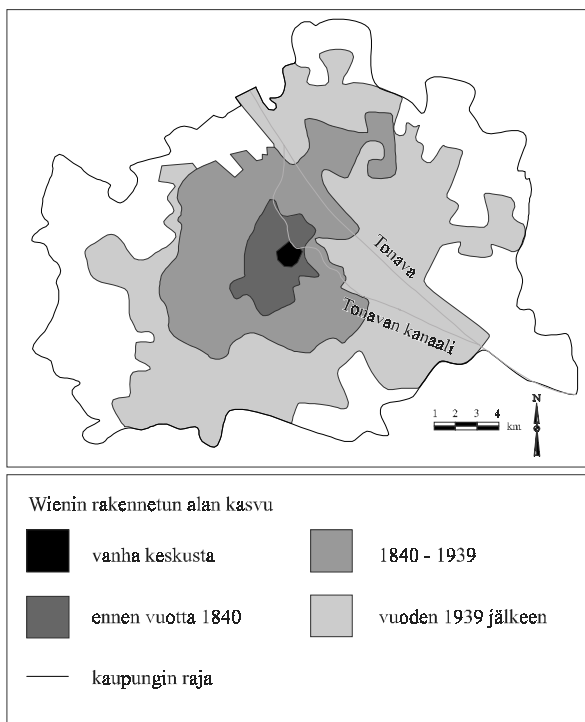 Tonava
Tonavan kanaali
N
1 2 3 4
km
Wienin rakennetun alan kasvu
vanha keskusta
1840 - 1939
ennen vuotta 1840
vuoden 1939 jälkeen
kaupungin raja